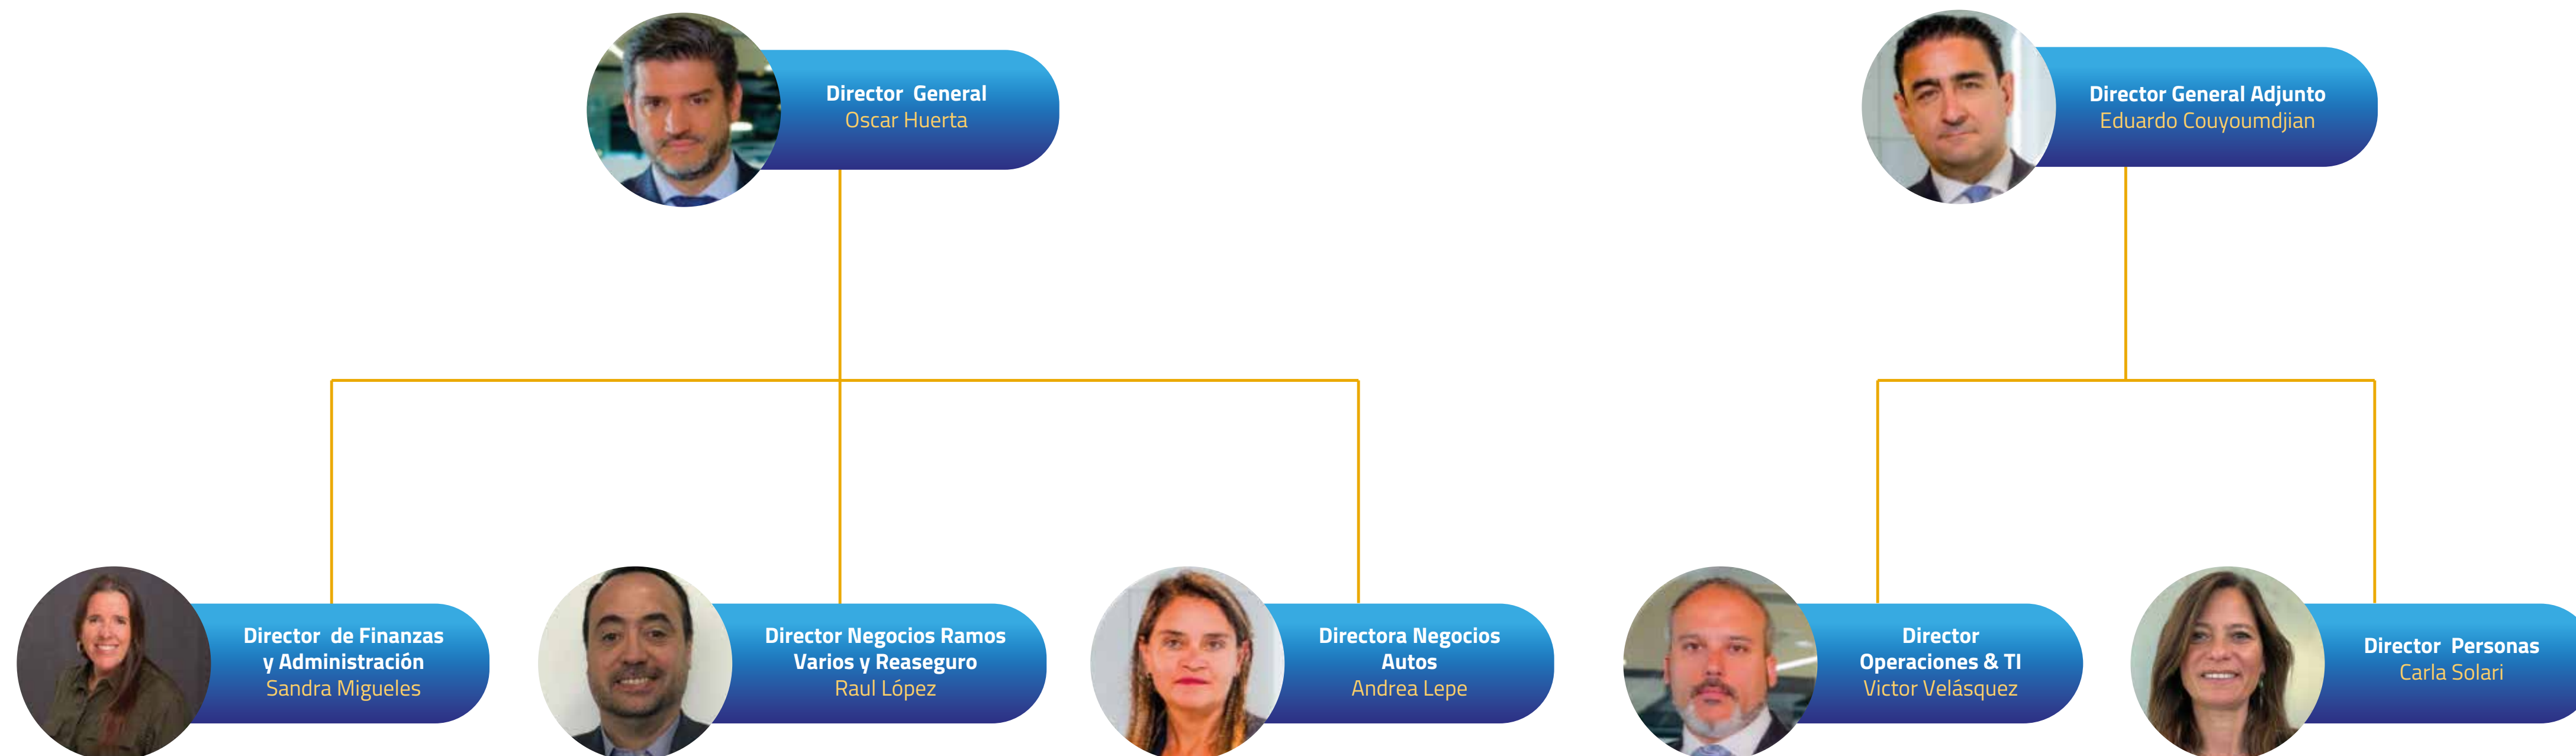 Director General
Oscar Huerta
Director General Adjunto
Eduardo Couyoumdjian
Director de Finanzas
y Administración
Sandra Migueles
Director Negocios Ramos
Varios y Reaseguro
Raul López
Directora Negocios
Autos
Andrea Lepe
Director
Operaciones & TI
Victor Velásquez
Director Personas
Carla Solari